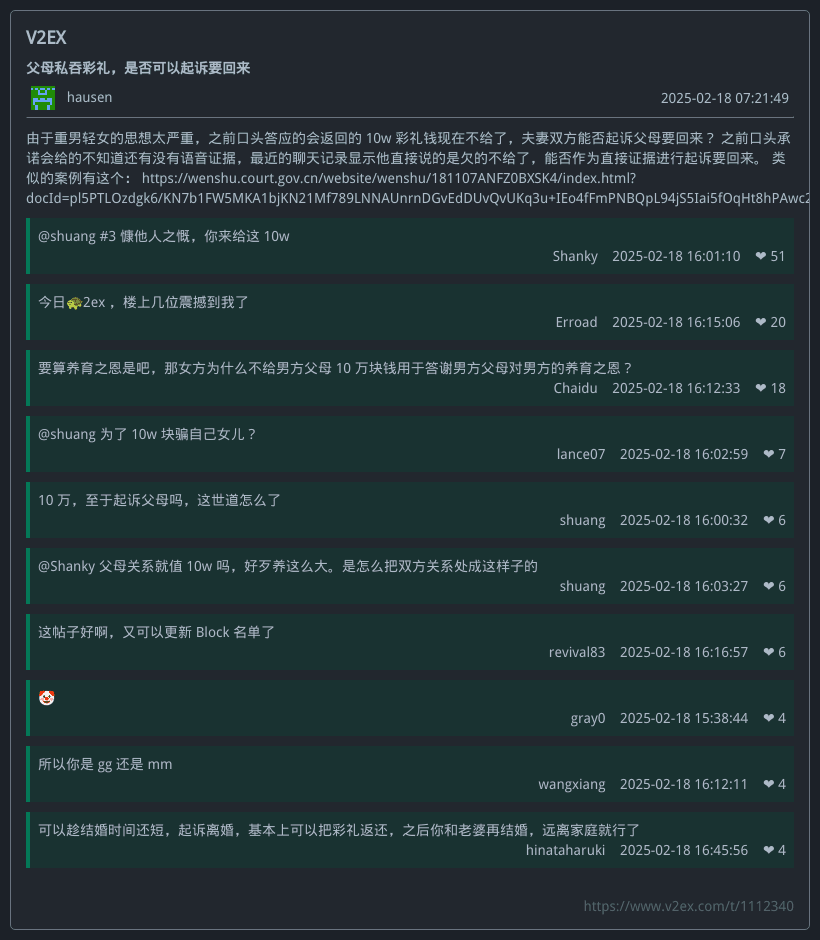 V2EX
父母私吞彩礼，是否可以起诉要回来
hausen
2025-02-18 07:21:49
由于重男轻女的思想太严重，之前口头答应的会返回的 10w 彩礼钱现在不给了，夫妻双方能否起诉父母要回来？之前口头承
诺会给的不知道还有没有语音证据，最近的聊天记录显示他直接说的是欠的不给了，能否作为直接证据进行起诉要回来。 类
似的案例有这个： https://wenshu.court.gov.cn/website/wenshu/181107ANFZ0BXSK4/index.html?
docId=pl5PTLOzdgk6/KN7b1FW5MKA1bjKN21Mf789LNNAUnrnDGvEdDUvQvUKq3u+IEo4fFmPNBQpL94jS5Iai5fOqHt8hPAwc2
@shuang #3 慷他人之慨，你来给这 10w
Shanky 2025-02-18 16:01:10 ❤ 51
今日🐢2ex ，楼上几位震撼到我了
Erroad 2025-02-18 16:15:06 ❤ 20
要算养育之恩是吧，那女方为什么不给男方父母 10 万块钱用于答谢男方父母对男方的养育之恩？
Chaidu 2025-02-18 16:12:33 ❤ 18
@shuang 为了 10w 块骗自己女儿？
lance07 2025-02-18 16:02:59 ❤ 7
10 万，至于起诉父母吗，这世道怎么了
shuang 2025-02-18 16:00:32 ❤ 6
@Shanky 父母关系就值 10w 吗，好歹养这么大。是怎么把双方关系处成这样子的
shuang 2025-02-18 16:03:27 ❤ 6
这帖子好啊，又可以更新 Block 名单了
revival83 2025-02-18 16:16:57 ❤ 6
🤡
gray0 2025-02-18 15:38:44 ❤ 4
所以你是 gg 还是 mm
wangxiang 2025-02-18 16:12:11 ❤ 4
可以趁结婚时间还短，起诉离婚，基本上可以把彩礼返还，之后你和老婆再结婚，远离家庭就行了
hinataharuki 2025-02-18 16:45:56 ❤ 4
https://www.v2ex.com/t/1112340